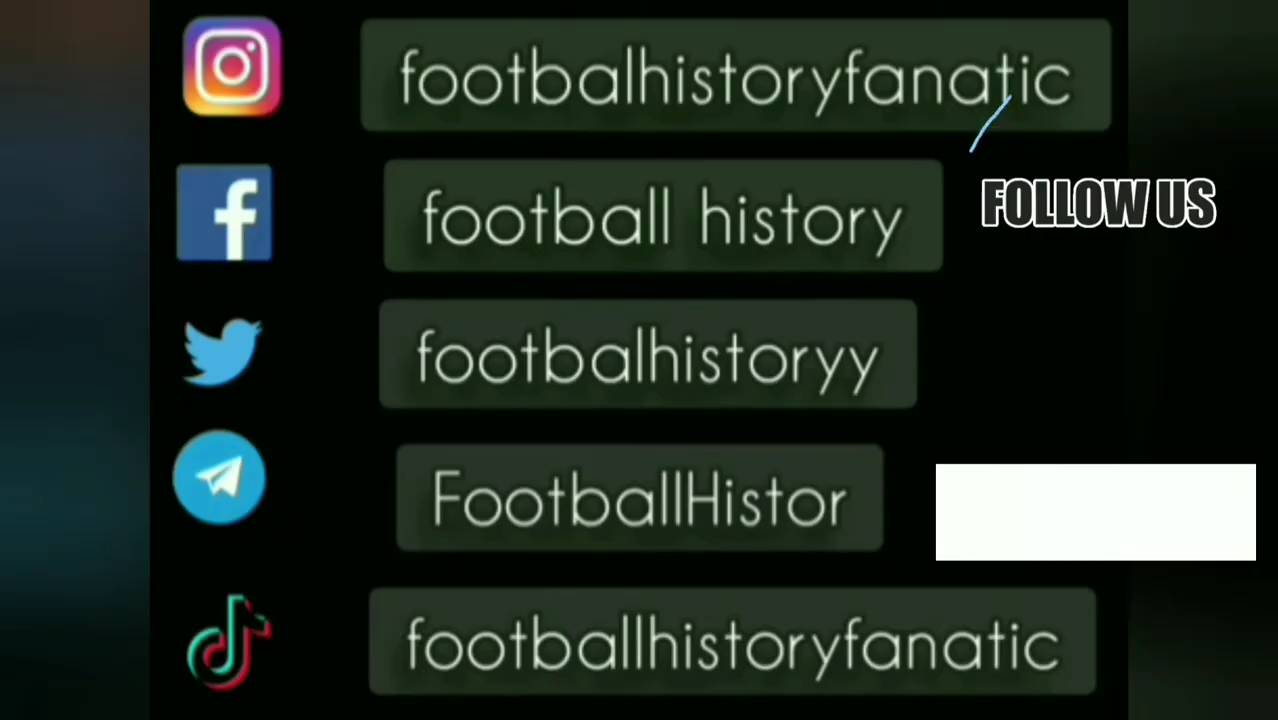 footbalhistoryfanatic
football history
FOLLOW US
footbalhistoryy
FootballHistor
footballhistoryfanatic